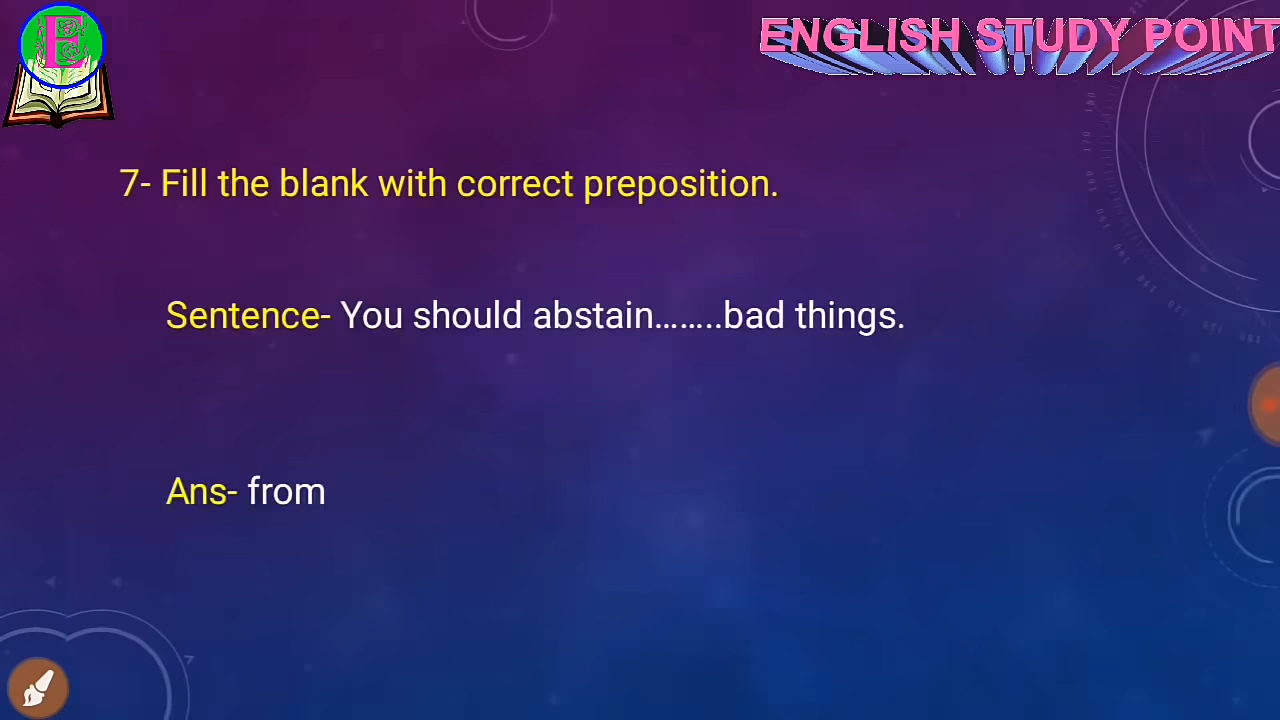 E
ENGLISH STUDY POINT
7- Fill the blank with correct preposition.
Sentence- You should abstain........bad things.
Ans- from